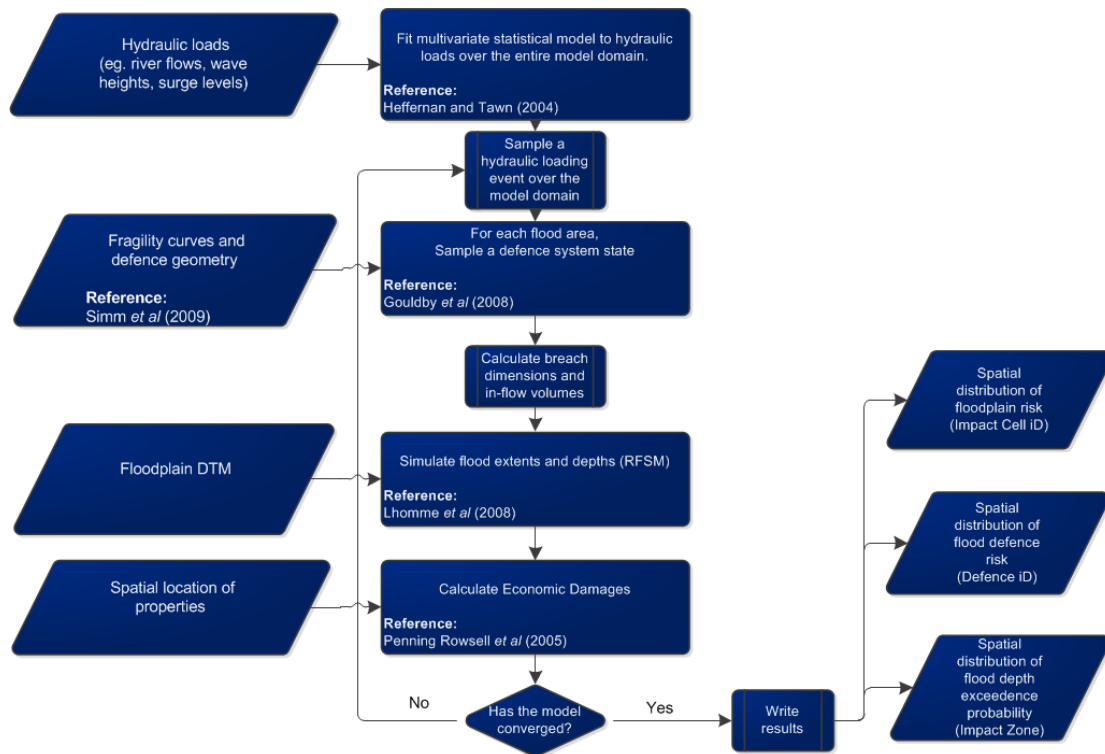 Hydraulic loads
(eg. river flows, wave
heights, surge levels)
Fit multivariate statistical model to hydraulic
loads over the entire model domain.
Reference:
Heffernan and Tawn (2004)
Sample a
hydraulic loading
event over the
model domain
Fragility curves and
defence geometry
Reference:
Simm et al (2009)
For each flood area,
Sample a defence system state
Reference:
Gouldby et al (2008)
Calculate breach
dimensions and
in-flow volumes
Floodplain DTM
Simulate flood extents and depths (RFSM)
Reference:
Lhomme et al (2008)
Spatial location of
properties
Calculate Economic Damages
Reference:
Penning Rowsell et al (2005)
Has the model
converged?
No
Yes
Write
results
Spatial
distribution of
floodplain risk
(Impact Cell iD)
Spatial
distribution of
flood defence
risk
(Defence iD)
Spatial
distribution of
flood depth
exceedence
probability
(Impact Zone)